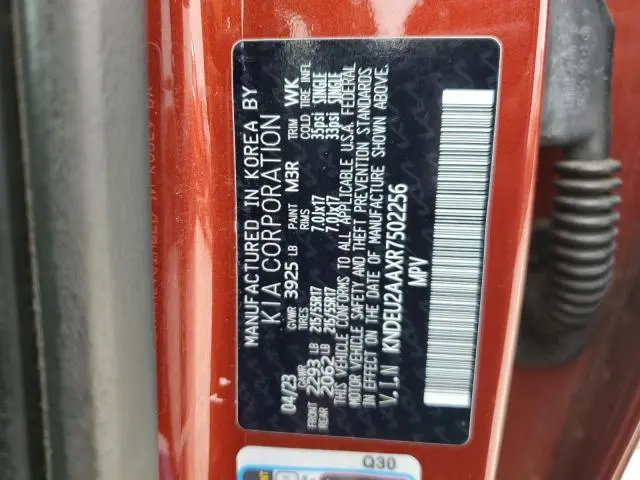 MANUFACTURED IN KOREA BY
KIA CORPORATION
04/23 GVWR 3925 LB PAINT M3R TRIM WK
GAWR TIRES COLD TIRE INFL
FRONT 2293 LB 215/55R17 7.0Jx17 35psi SINGLE
REAR 2062 LB 215/55R17 7.0Jx17 33psi SINGLE
THIS VEHICLE CONFORMS TO ALL APPLICABLE U.S.A. FEDERAL
MOTOR VEHICLE SAFETY AND THEFT PREVENTION STANDARDS
IN EFFECT ON THE DATE OF MANUFACTURE SHOWN ABOVE.
V.I.N KNDEU2AAXR7502256
MPV
Q30